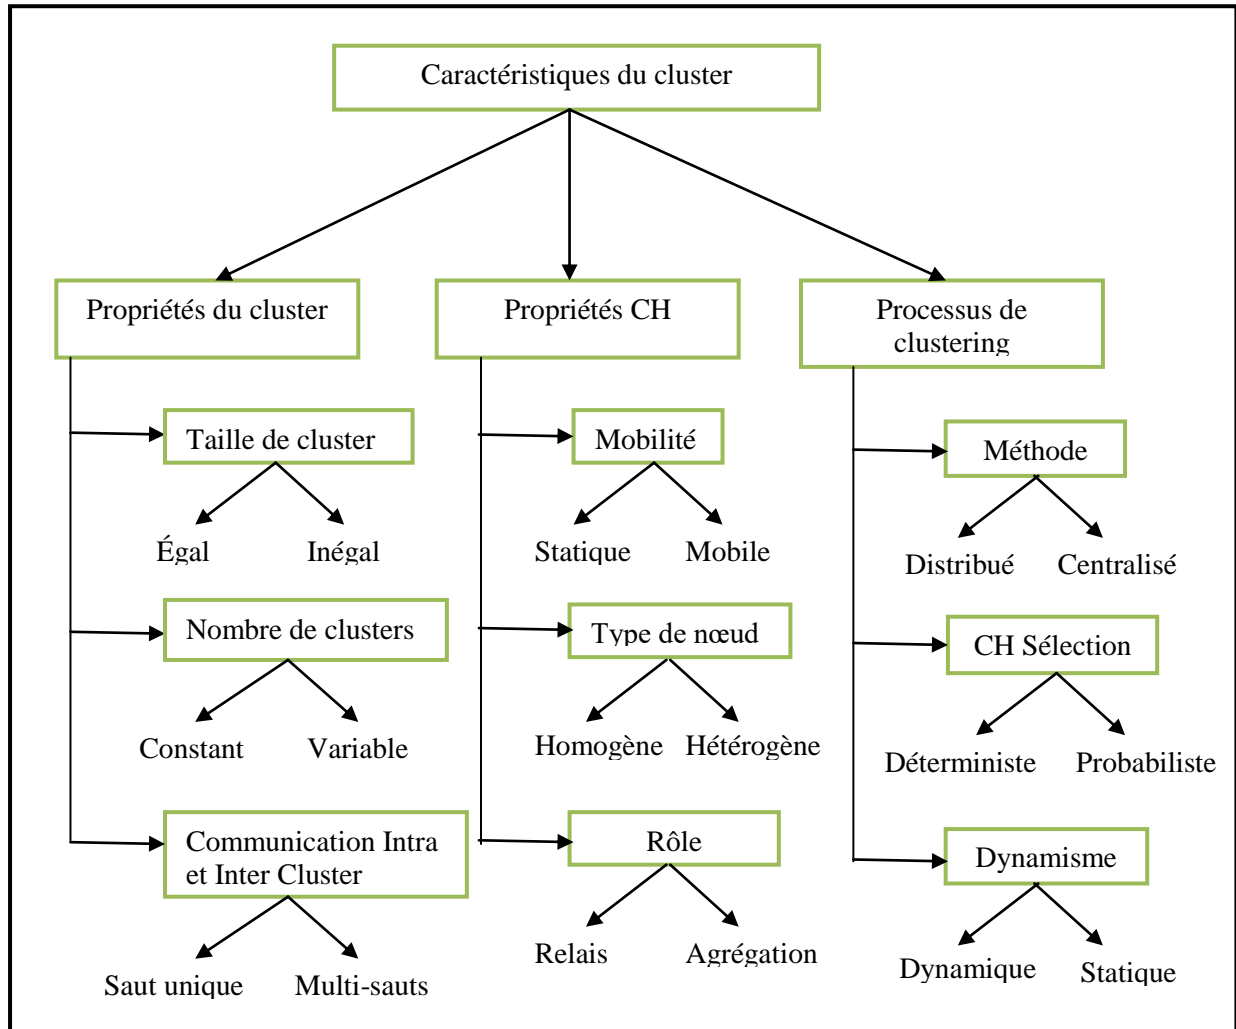 Caractéristiques du cluster
Propriétés du cluster
Propriétés CH
Processus de
clustering
Taille de cluster
Égal
Inégal
Nombre de clusters
Constant
Variable
Communication Intra
et Inter Cluster
Saut unique
Multi-sauts
Mobilité
Statique
Mobile
Type de nœud
Homogène
Hétérogène
Rôle
Relais
Agrégation
Méthode
Distribué
Centralisé
CH Sélection
Déterministe
Probabiliste
Dynamisme
Dynamique
Statique